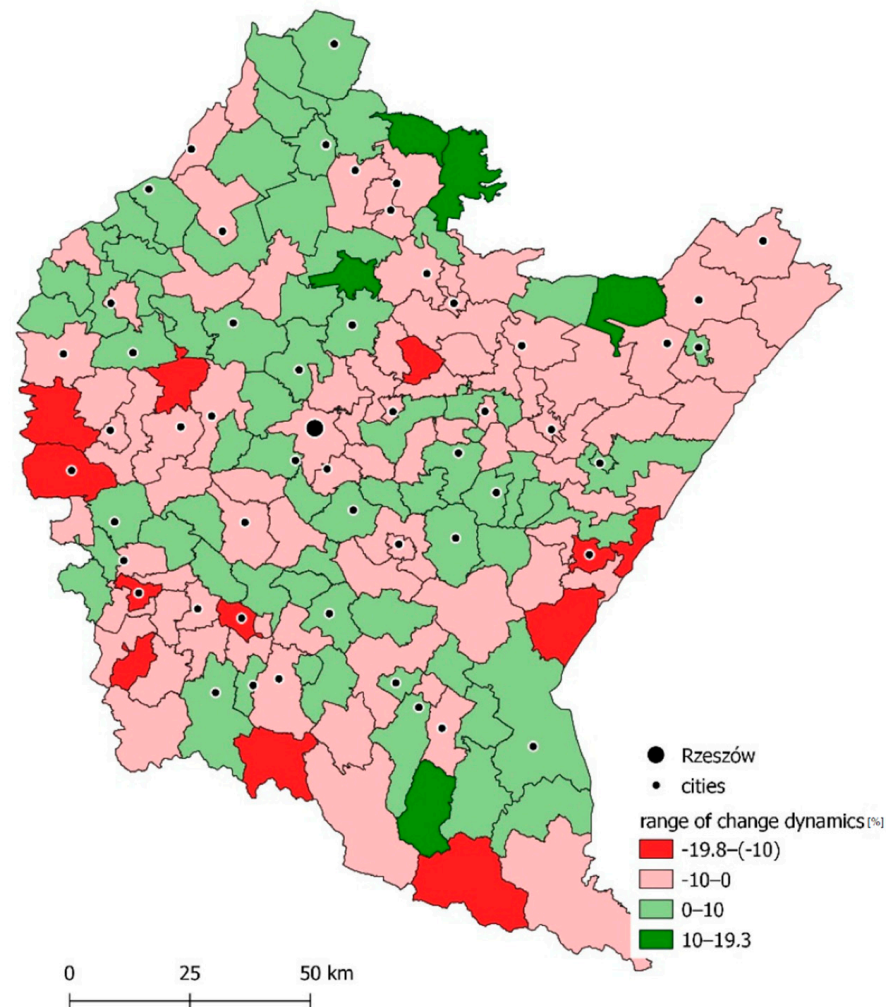 Rzeszów
cities
range of change dynamics [%]
-19.8–(-10)
-10–0
0–10
10–19.3
0 25 50 km